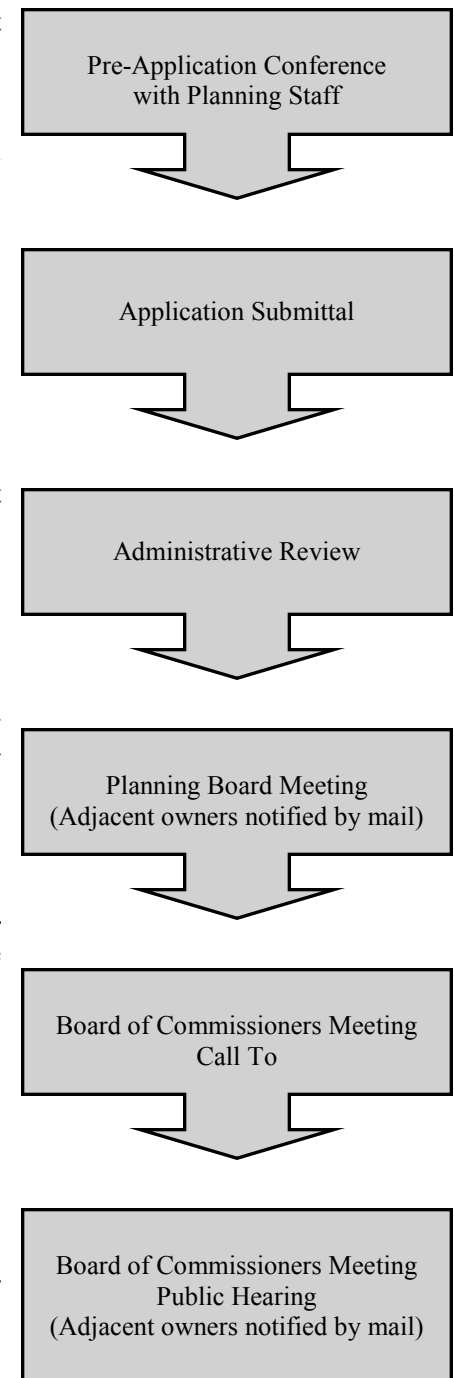 Pre-Application Conference
with Planning Staff
Application Submittal
Administrative Review
Planning Board Meeting
(Adjacent owners notified by mail)
Board of Commissioners Meeting
Call To
Board of Commissioners Meeting
Public Hearing
(Adjacent owners notified by mail)